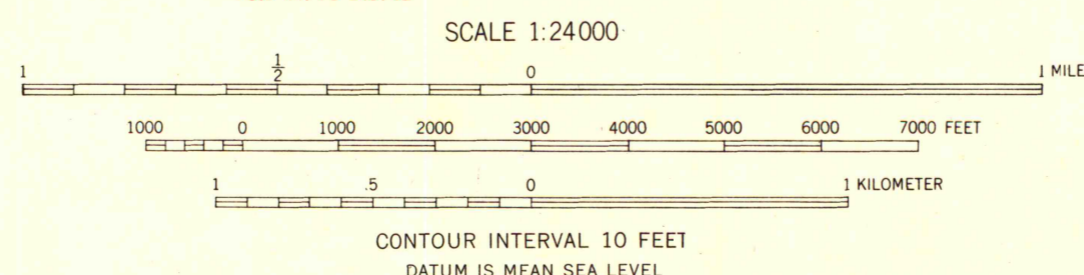 SCALE 1:24000
1 1/2 0 1 MILE
1000 0 1000 2000 3000 4000 5000 6000 7000 FEET
1 .5 0 1 KILOMETER
CONTOUR INTERVAL 10 FEET
DATUM IS MEAN SEA LEVEL